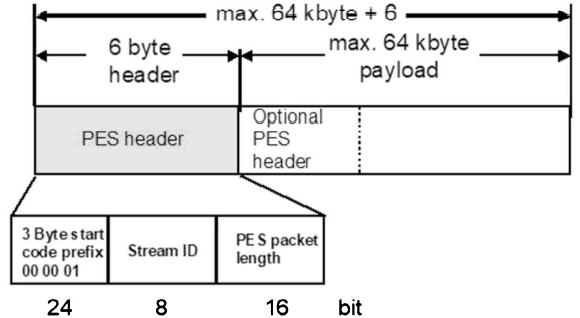 max. 64 kbyte + 6
6 byte
header
max. 64 kbyte
payload
PES header
Optional
PES
header
3 Byte start
code prefix
00 00 01
Stream ID
PES packet
length
24 8 16 bit